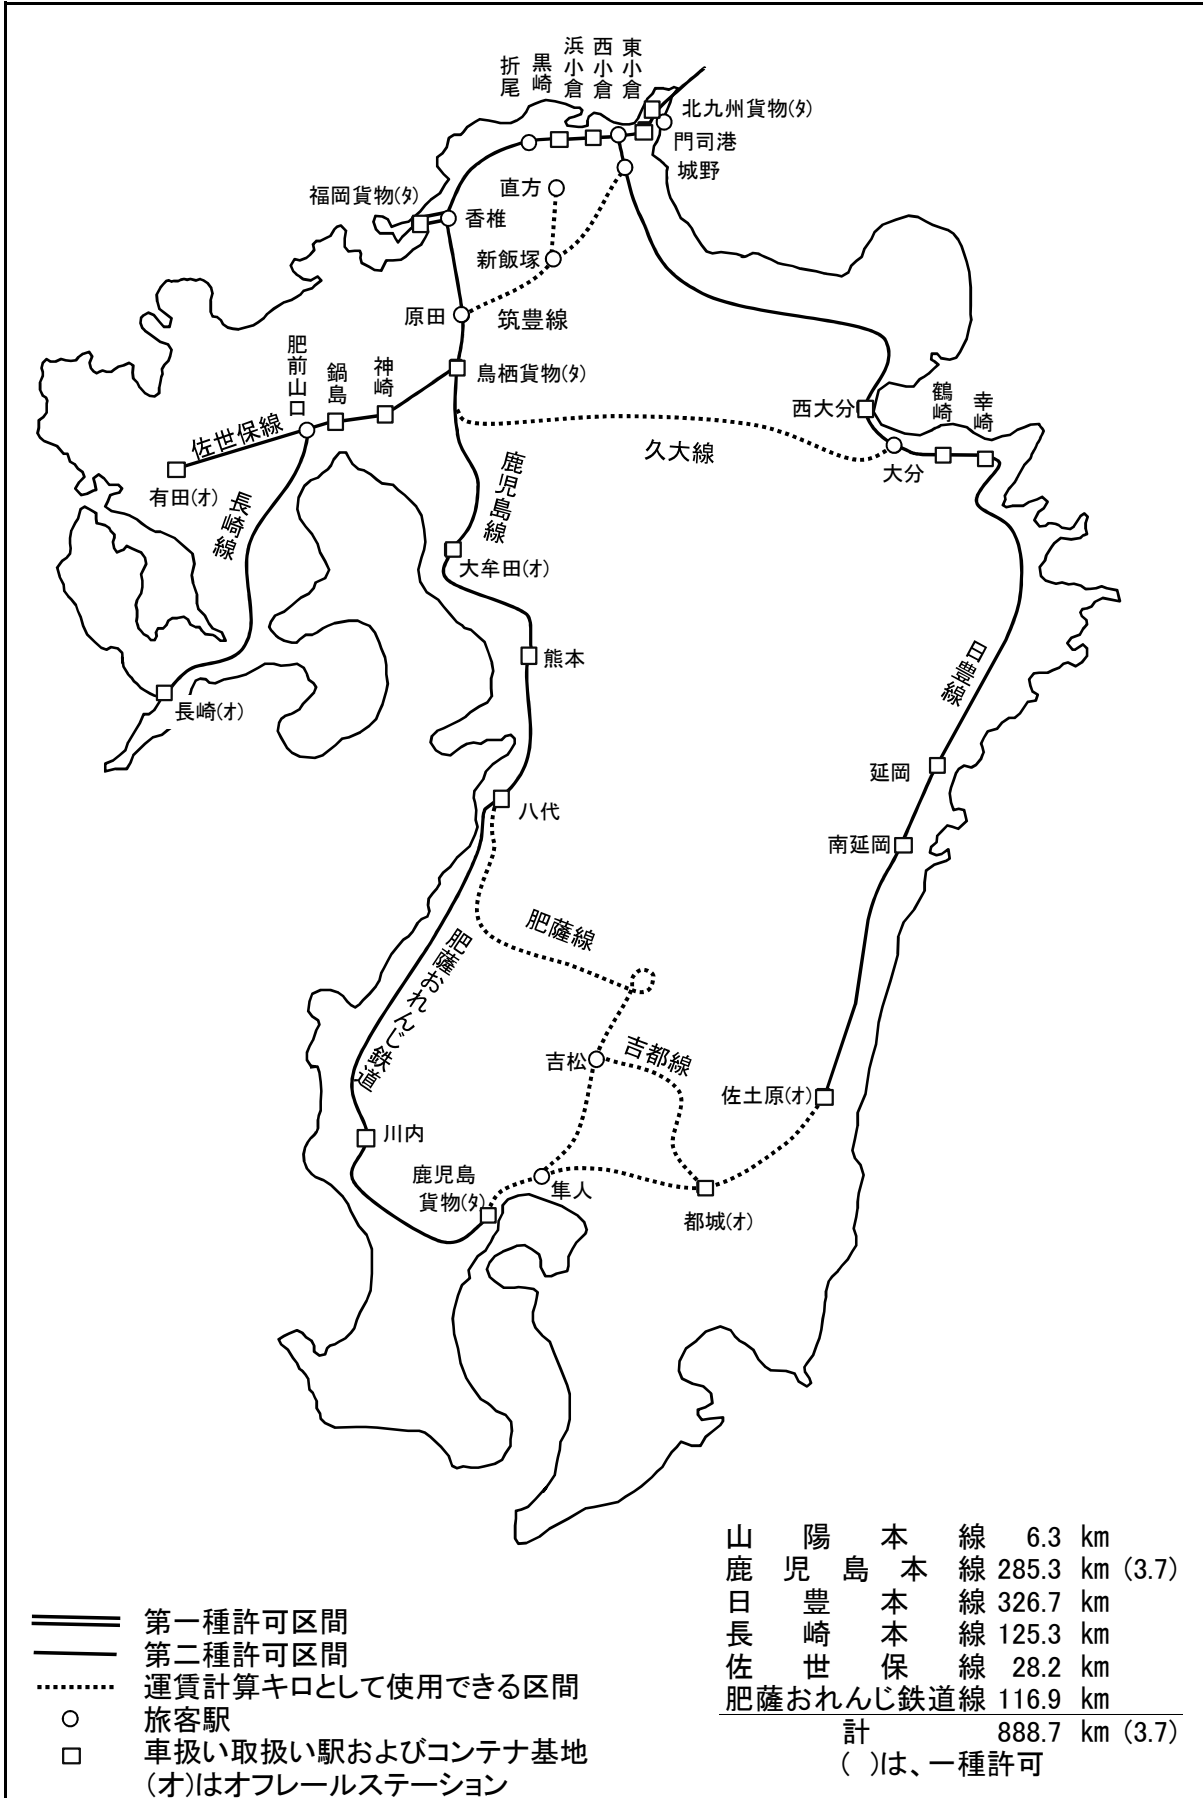 折尾
黒崎
浜小倉
西小倉
東小倉
北九州貨物(ﾀ)
門司港
城野
福岡貨物(ﾀ)
香椎
直方
新飯塚
原田
筑豊線
肥前山口
鍋島
神崎
鳥栖貨物(ﾀ)
佐世保線
有田(ｵ)
長崎線
鹿児島線
久大線
西大分
鶴崎
幸崎
大分
大牟田(ｵ)
熊本
長崎(ｵ)
日豊線
延岡
南延岡
八代
肥薩線
肥薩おれんじ鉄道
吉松
吉都線
佐土原(ｵ)
川内
鹿児島
貨物(ﾀ)
隼人
都城(ｵ)
山陽本線 6.3 km
鹿児島本線 285.3 km (3.7)
日豊本線 326.7 km
長崎本線 125.3 km
佐世保線 28.2 km
肥薩おれんじ鉄道線 116.9 km
計 888.7 km (3.7)
( )は、一種許可
第一種許可区間
第二種許可区間
運賃計算キロとして使用できる区間
旅客駅
車扱い取扱い駅およびコンテナ基地
(オ)はオフレールステーション